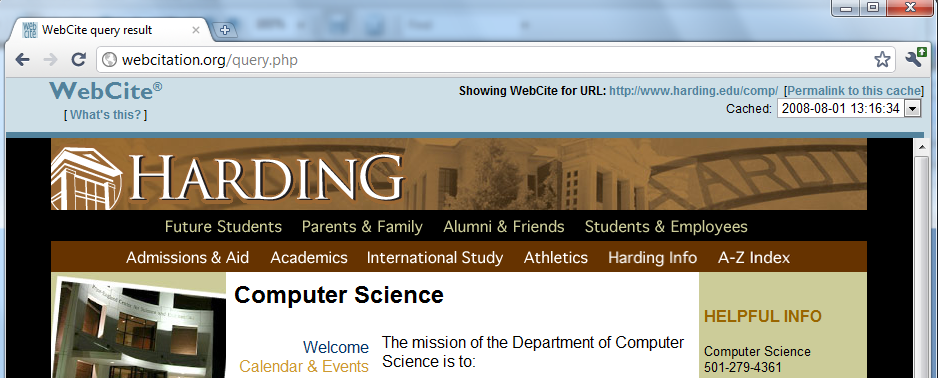 WebCite query result
webcitation.org/query.php
WebCite®
[ What's this? ]
Showing WebCite for URL: http://www.harding.edu/comp/ [Permalink to this cache]
Cached: 2008-08-01 13:16:34
HARDING
Future Students Parents & Family Alumni & Friends Students & Employees
Admissions & Aid Academics International Study Athletics Harding Info A-Z Index
Computer Science
Welcome
Calendar & Events
The mission of the Department of Computer
Science is to:
HELPFUL INFO
Computer Science
501-279-4361